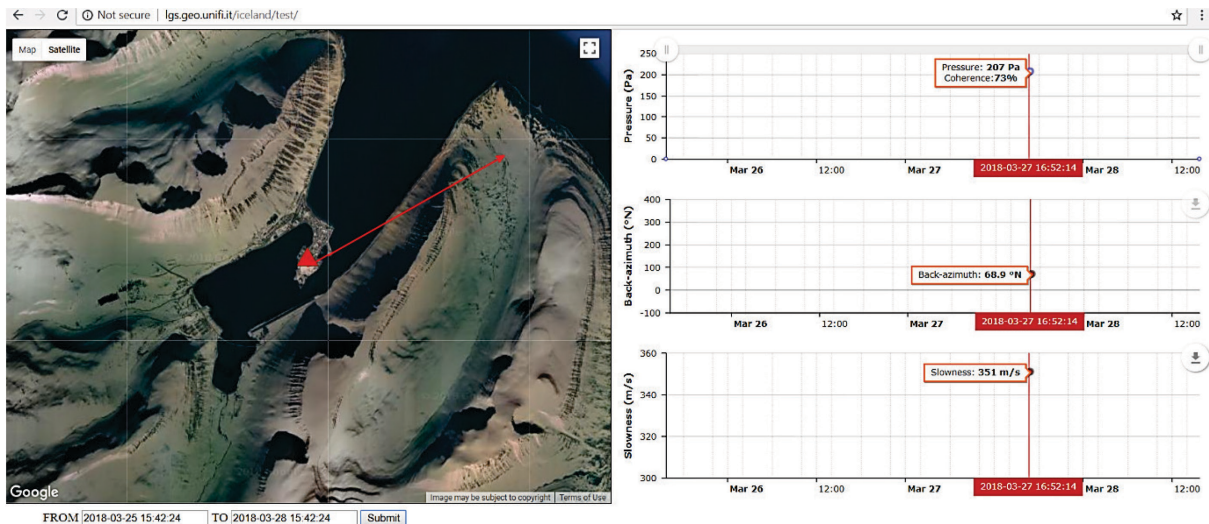 Not secure | lgs.geo.unifi.it/iceland/test/
Map Satellite
Google
Image may be subject to copyright Terms of Use
FROM 2018-03-25 15:42:24 TO 2018-03-28 15:42:24 Submit
Pressure (Pa)
250
200
150
100
50
0
Pressure: 207 Pa
Coherence:73%
Mar 26 12:00 Mar 27 2018-03-27 16:52:14 Mar 28 12:00
Back-azimuth (°N)
400
300
200
100
0
-100
Back-azimuth: 68.9 °N
Mar 26 12:00 Mar 27 2018-03-27 16:52:14 Mar 28 12:00
Slowness (m/s)
360
340
320
300
Slowness: 351 m/s
Mar 26 12:00 Mar 27 2018-03-27 16:52:14 Mar 28 12:00